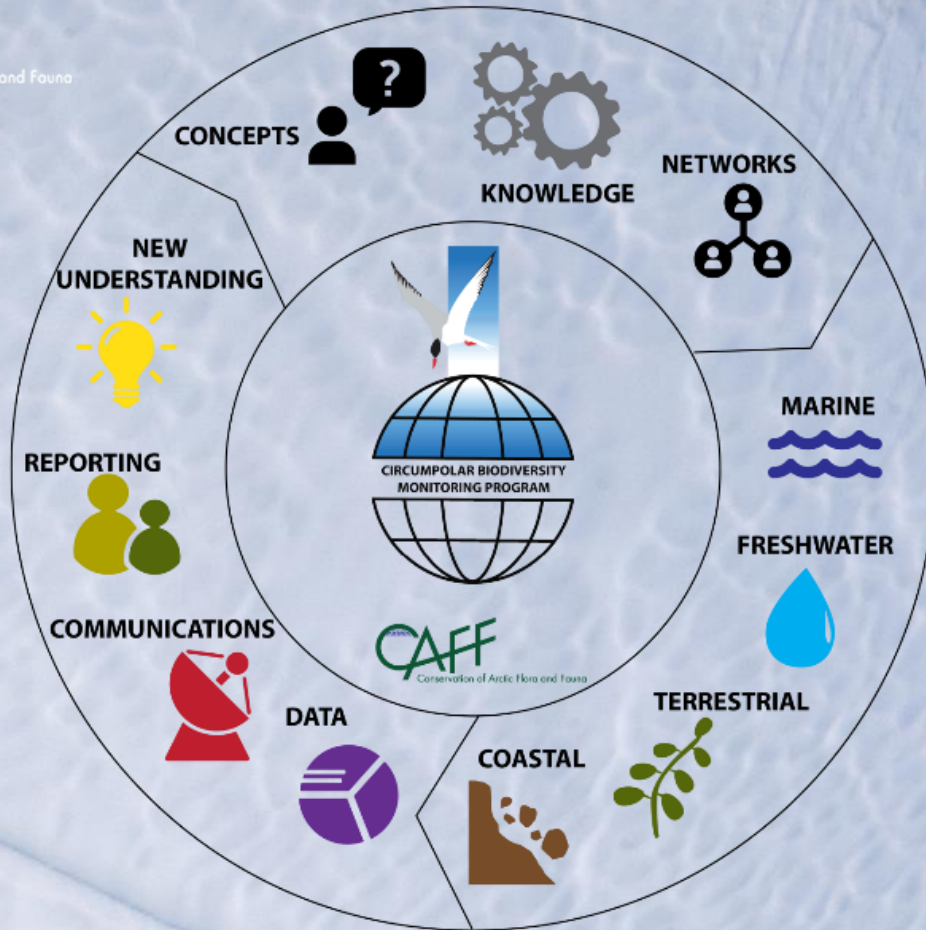 and Fauna
CONCEPTS
?
KNOWLEDGE
NETWORKS
NEW
UNDERSTANDING
MARINE
REPORTING
CIRCUMPOLAR BIODIVERSITY
MONITORING PROGRAM
FRESHWATER
COMMUNICATIONS
CAFF
Conservation of Arctic Flora and Fauna
TERRESTRIAL
DATA
COASTAL